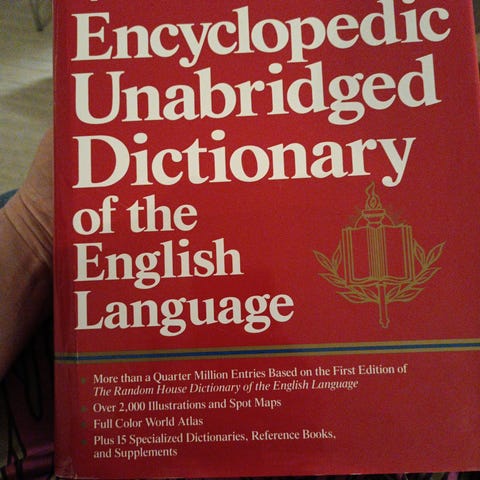 Encyclopedic
Unabridged
Dictionary
of the
English
Language
More than a Quarter Million Entries Based on the First Edition of
The Random House Dictionary of the English Language
Over 2,000 Illustrations and Spot Maps
Full Color World Atlas
Plus 15 Specialized Dictionaries, Reference Books,
and Supplements